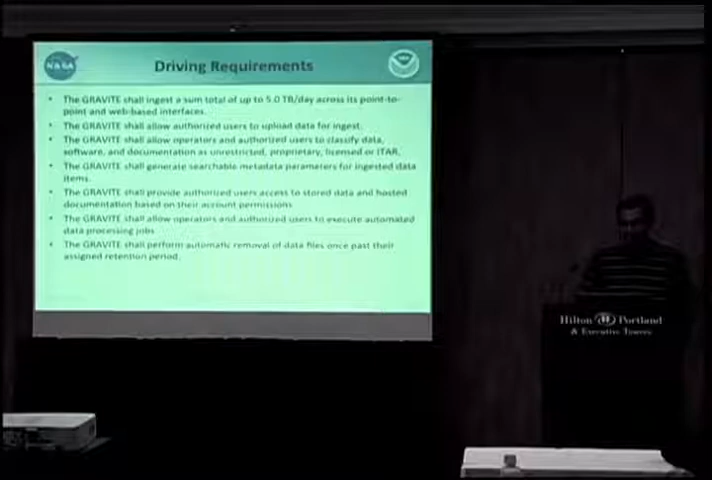 NASA
Driving Requirements
• The GRAVITE shall ingest a sum total of up to 5.0 TB/day across its point-to-
point and web-based interfaces.
• The GRAVITE shall allow authorized users to upload data for ingest.
• The GRAVITE shall allow operators and authorized users to classify data,
software, and documentation as unrestricted, proprietary, licensed or ITAR.
• The GRAVITE shall generate searchable metadata parameters for ingested data
items.
• The GRAVITE shall provide authorized users access to stored data and hosted
documentation based on their account permissions
• The GRAVITE shall allow operators and authorized users to execute automated
data processing jobs
• The GRAVITE shall perform automatic removal of data files once past their
assigned retention period.
Hilton Portland
& Executive Towers